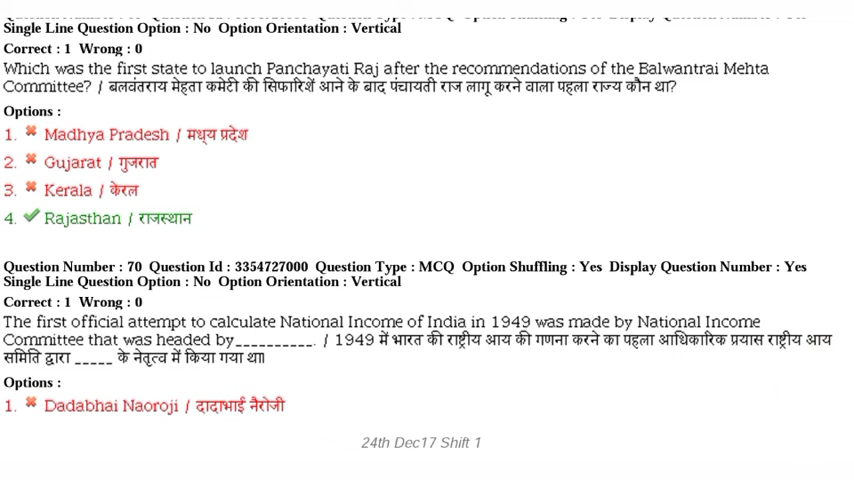 Single Line Question Option : No Option Orientation : Vertical
Correct : 1 Wrong : 0
Which was the first state to launch Panchayati Raj after the recommendations of the Balwantrai Mehta
Committee? / बलवंतराय मेहता कमेटी की सिफारिशें आने के बाद पंचायती राज लागू करने वाला पहला राज्य कौन था?
Options :
1. Madhya Pradesh / मध्य प्रदेश
2. Gujarat / गुजरात
3. Kerala / केरल
4. Rajasthan / राजस्थान
Question Number : 70 Question Id : 3354727000 Question Type : MCQ Option Shuffling : Yes Display Question Number : Yes
Single Line Question Option : No Option Orientation : Vertical
Correct : 1 Wrong : 0
The first official attempt to calculate National Income of India in 1949 was made by National Income
Committee that was headed by__________. / 1949 में भारत की राष्ट्रीय आय की गणना करने का पहला आधिकारिक प्रयास राष्ट्रीय आय
समिति द्वारा _____ के नेतृत्व में किया गया था।
Options :
1. Dadabhai Naoroji / दादाभाई नैरोजी
24th Dec17 Shift 1